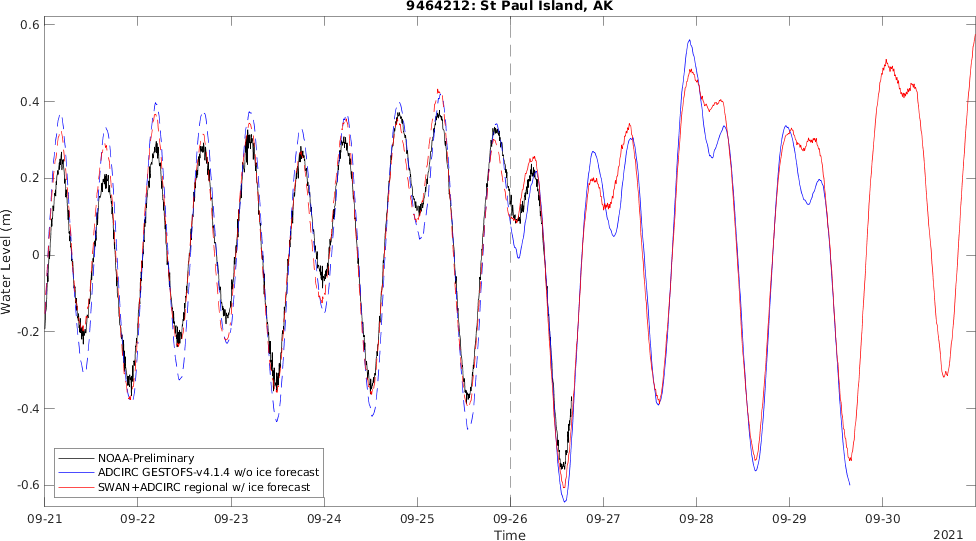 9464212: St Paul Island, AK
Water Level (m)
0.6
0.4
0.2
0
-0.2
-0.4
-0.6
NOAA-Preliminary
ADCIRC GESTOFS-v4.1.4 w/o ice forecast
SWAN+ADCIRC regional w/ ice forecast
09-21 09-22 09-23 09-24 09-25 09-26 09-27 09-28 09-29 09-30
Time
2021